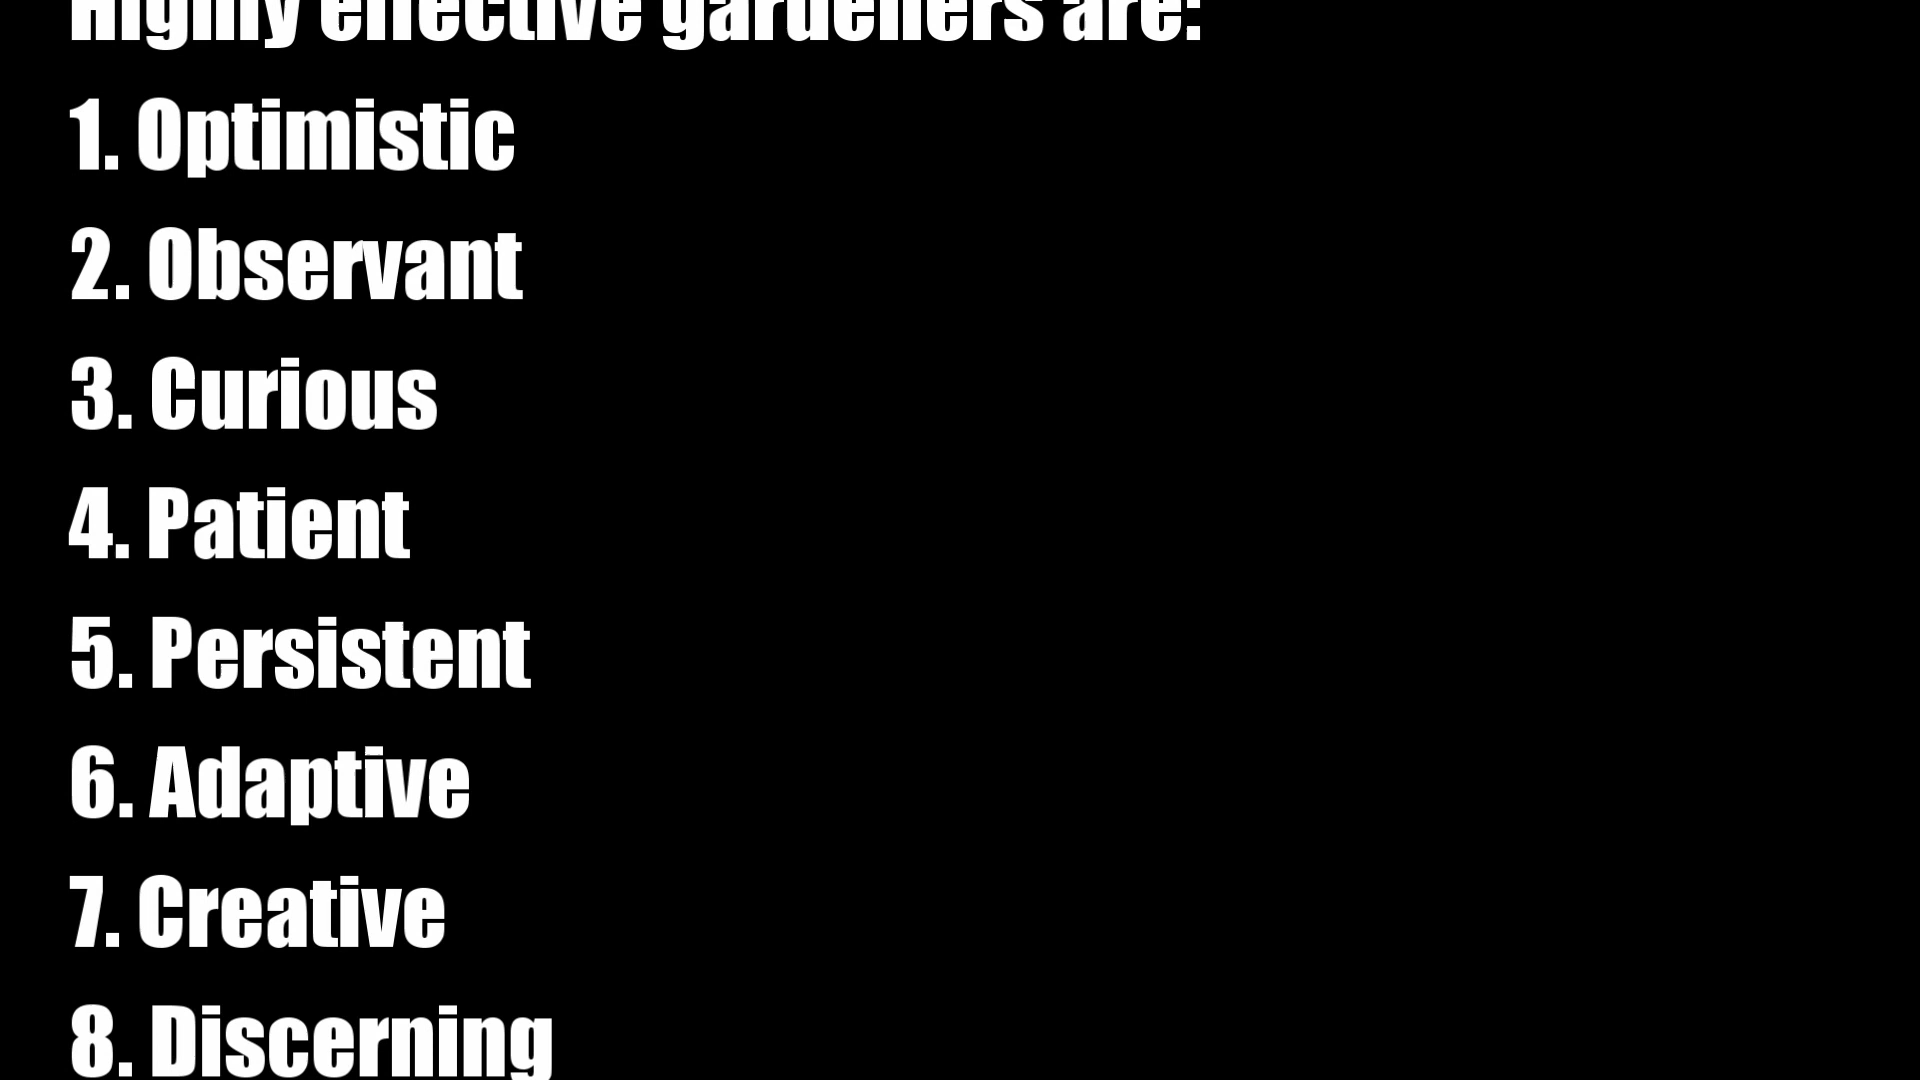 Highly effective gardeners are:
1. Optimistic
2. Observant
3. Curious
4. Patient
5. Persistent
6. Adaptive
7. Creative
8. Discerning